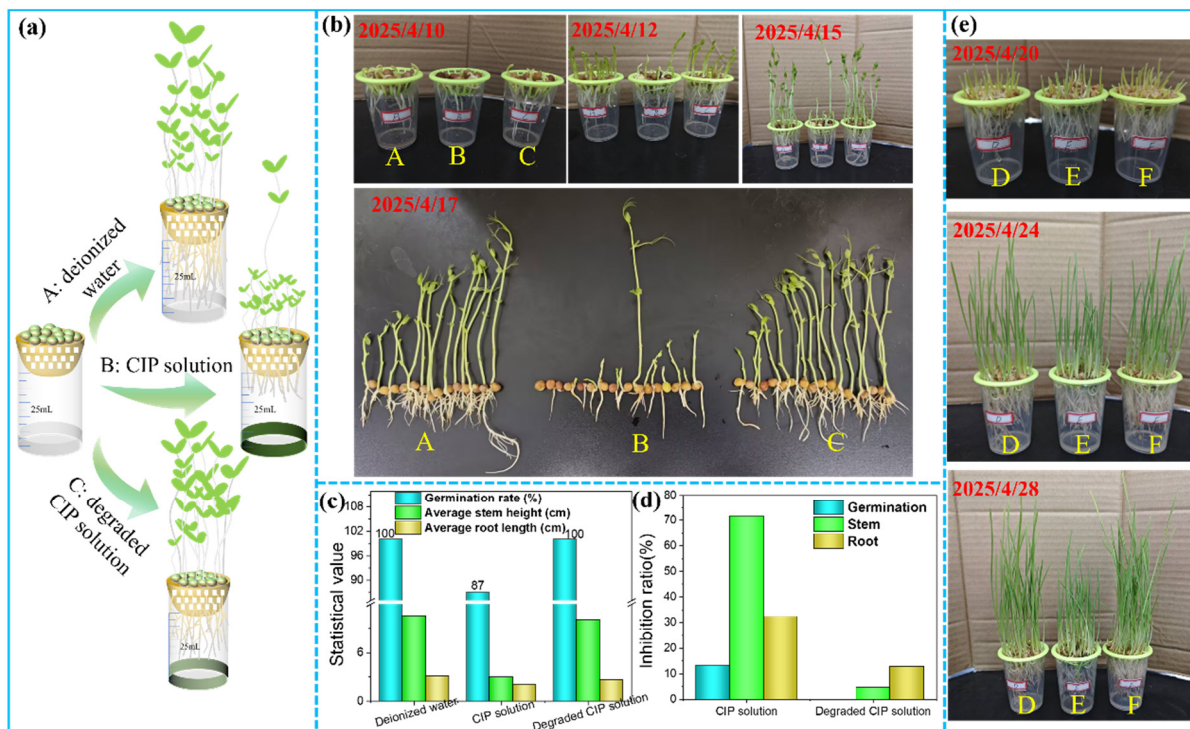 (a)
A: deionized
water
25mL
B: CIP solution
25mL
25mL
C: degraded
CIP solution
25mL
(b)
2025/4/10
2025/4/12
2025/4/15
A
B
C
2025/4/17
A
B
C
(c)
Germination rate (%)
Average stem height (cm)
Average root length (cm)
Statistical value
108
102
96
90
6
0
100
87
100
Deionized water
CIP solution
Degraded CIP solution
(d)
Germination
Stem
Root
Inhibition ratio(%)
80
70
60
50
40
30
20
10
0
CIP solution
Degraded CIP solution
(e)
2025/4/20
D
E
F
2025/4/24
D
E
F
2025/4/28
D
E
F